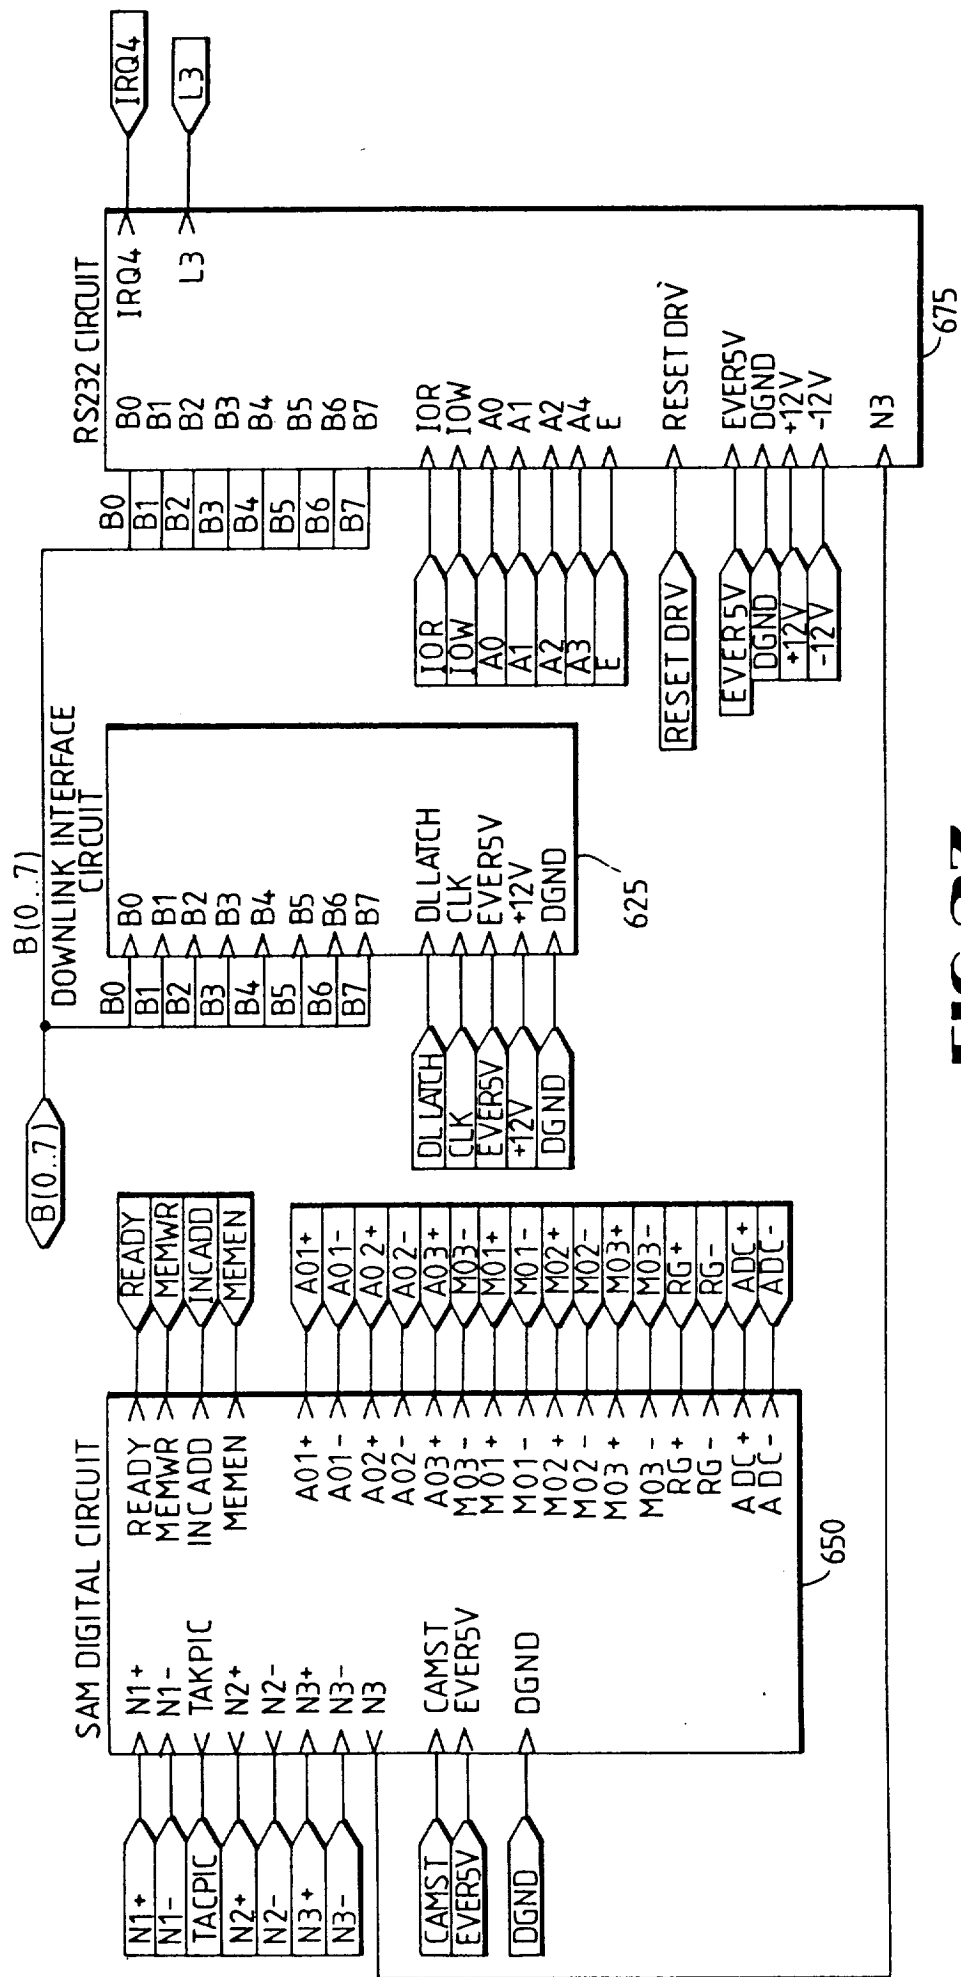 B(0..7)
B(0..7)
SAM DIGITAL CIRCUIT
N1+
N1-
TACPIC
N2+
N2-
N3+
N3-
CAMST
EVER5V
DGND
N1+
N1-
TAKPIC
N2+
N2-
N3+
N3-
N3
CAMST
EVER5V
DGND
READY
MEMWR
INCADD
MEMEN
A01+
A01-
A02+
A02-
A03+
M03-
M01+
M01-
M02+
M02-
M03+
M03-
RG+
RG-
ADC+
ADC-
READY
MEMWR
INCADD
MEMEN
A01+
A01-
A02+
A02-
A03+
M03-
M01+
M01-
M02+
M02-
M03+
M03-
RG+
RG-
ADC+
ADC-
650
DOWNLINK INTERFACE
CIRCUIT
B0
B1
B2
B3
B4
B5
B6
B7
DLLATCH
CLK
EVER5V
+12V
DGND
B0
B1
B2
B3
B4
B5
B6
B7
DLLATCH
CLK
EVER5V
+12V
DGND
625
RS232 CIRCUIT
B0
B1
B2
B3
B4
B5
B6
B7
IOR
IOW
A0
A1
A2
A3
E
RESET DRV
EVER5V
DGND
+12V
-12V
B0
B1
B2
B3
B4
B5
B6
B7
IOR
IOW
A0
A1
A2
A4
E
RESET DRV
EVER5V
DGND
+12V
-12V
N3
IRQ4
L3
IRQ4
L3
675